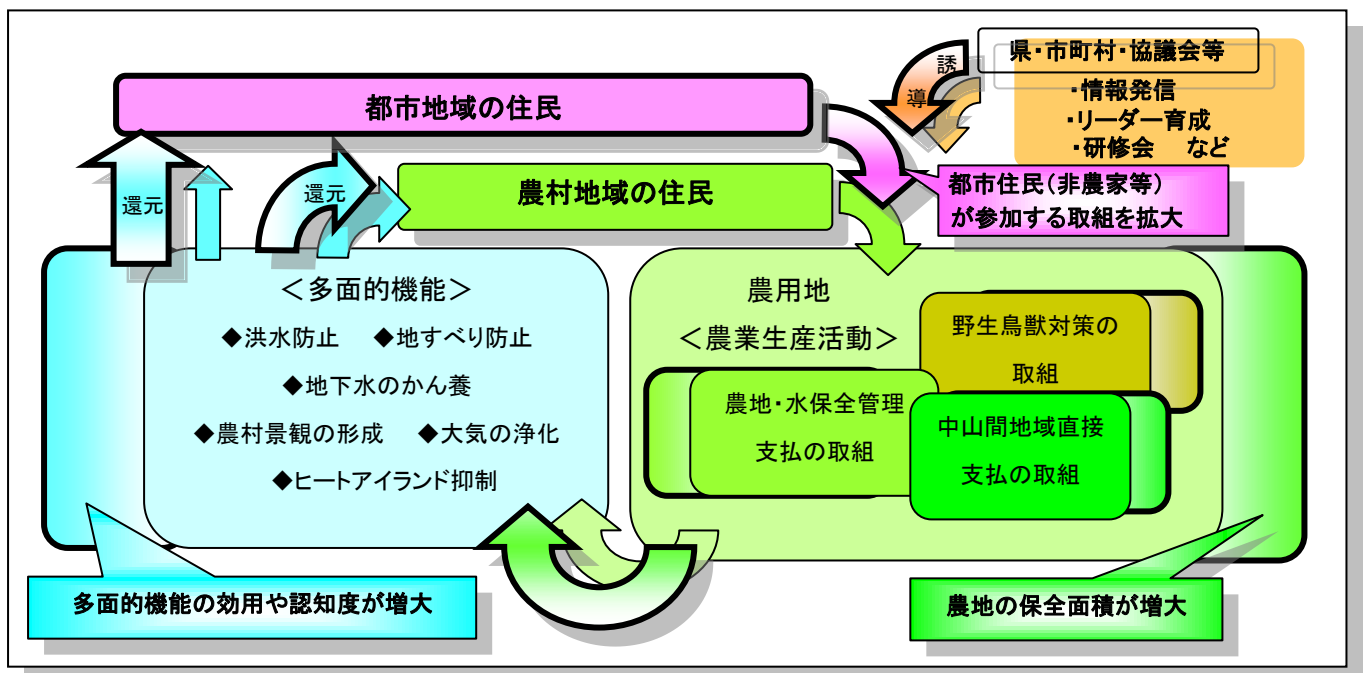 県・市町村・協議会等
・情報発信
・リーダー育成
・研修会　など
誘
導
都市地域の住民
農村地域の住民
還元
還元
都市住民（非農家等）
が参加する取組を拡大
＜多面的機能＞
◆洪水防止　◆地すべり防止
◆地下水のかん養
◆農村景観の形成　◆大気の浄化
◆ヒートアイランド抑制
農用地
＜農業生産活動＞
野生鳥獣対策の
取組
農地・水保全管理
支払の取組
中山間地域直接
支払の取組
多面的機能の効用や認知度が増大
農地の保全面積が増大